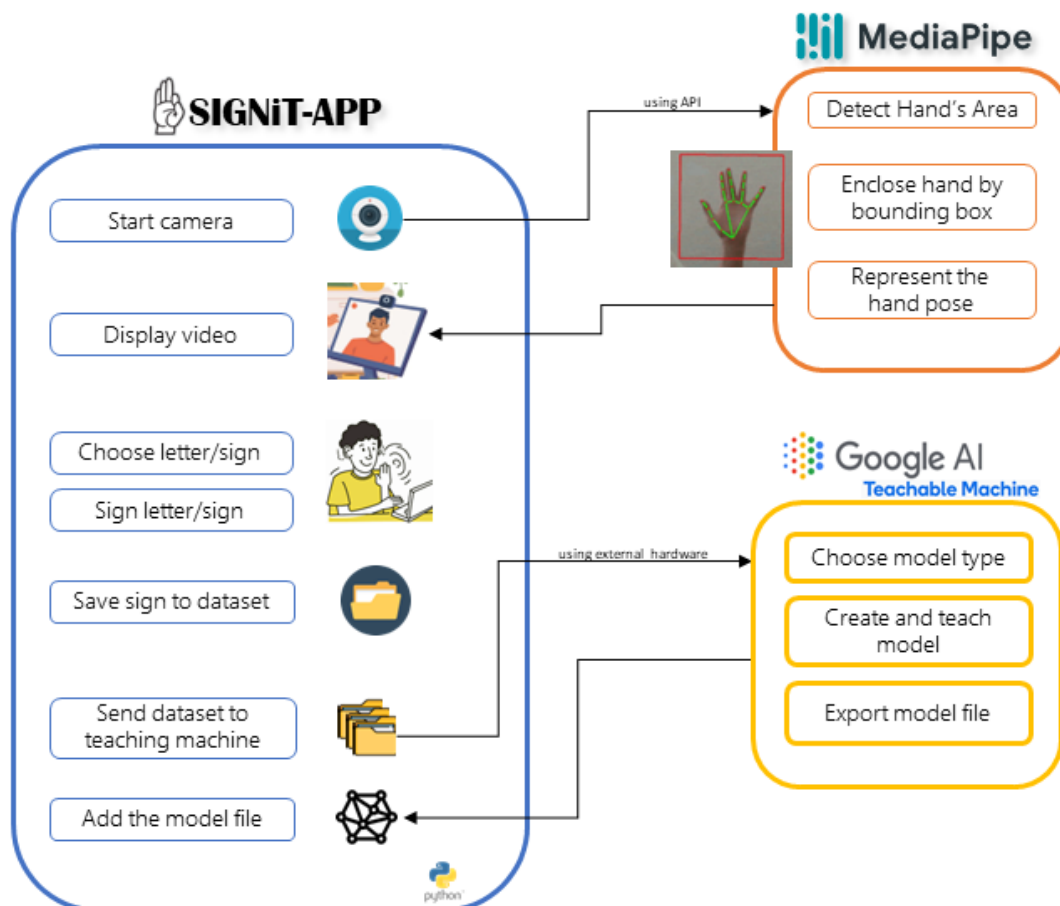 MediaPipe
SIGNiT-APP
using API
Detect Hand's Area
Start camera
Enclose hand by
bounding box
Represent the
hand pose
Display video
Choose letter/sign
Sign letter/sign
Google AI
Teachable Machine
using external hardware
Choose model type
Save sign to dataset
Create and teach
model
Send dataset to
teaching machine
Export model file
Add the model file
python